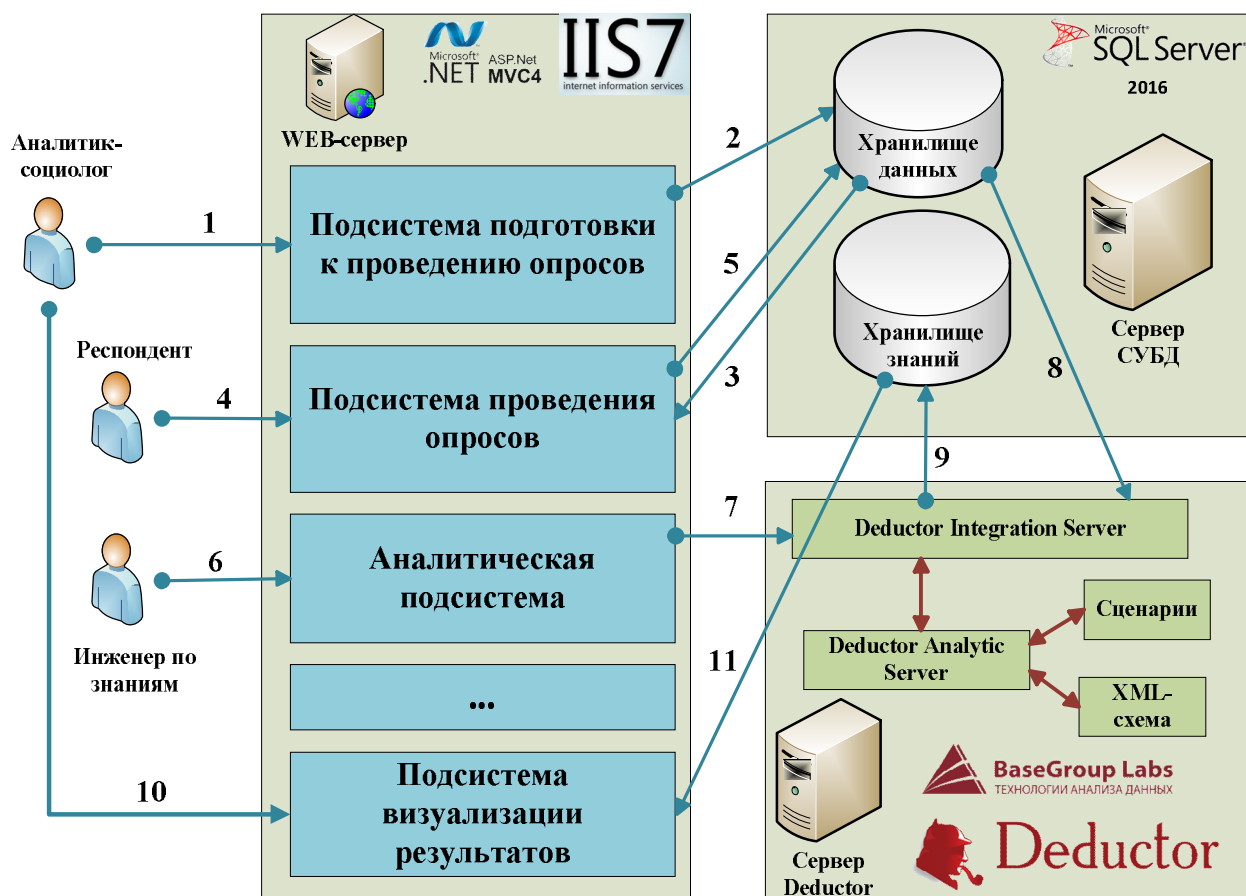 Аналитик-
социолог
Респондент
Инженер по
знаниям
1
4
6
10
WEB-сервер
Microsoft®
.NET
ASP.Net
MVC4
IIS7
internet information services
Подсистема подготовки
к проведению опросов
Подсистема проведения
опросов
Аналитическая
подсистема
...
Подсистема
визуализации
результатов
2
5
3
7
11
Microsoft®
SQL Server®
2016
Хранилище
данных
Хранилище
знаний
Сервер
СУБД
8
9
Deductor Integration Server
Deductor Analytic
Server
Сценарии
XML-
схема
BaseGroup Labs
ТЕХНОЛОГИИ АНАЛИЗА ДАННЫХ
Deductor
Сервер
Deductor